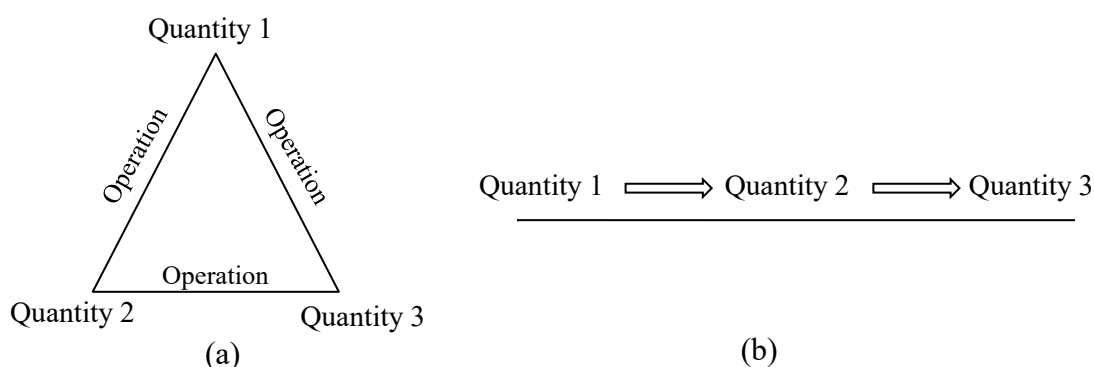 Quantity 1
Operation
Operation
Operation
Quantity 2
Quantity 3
(a)
Quantity 1 Quantity 2 Quantity 3
(b)